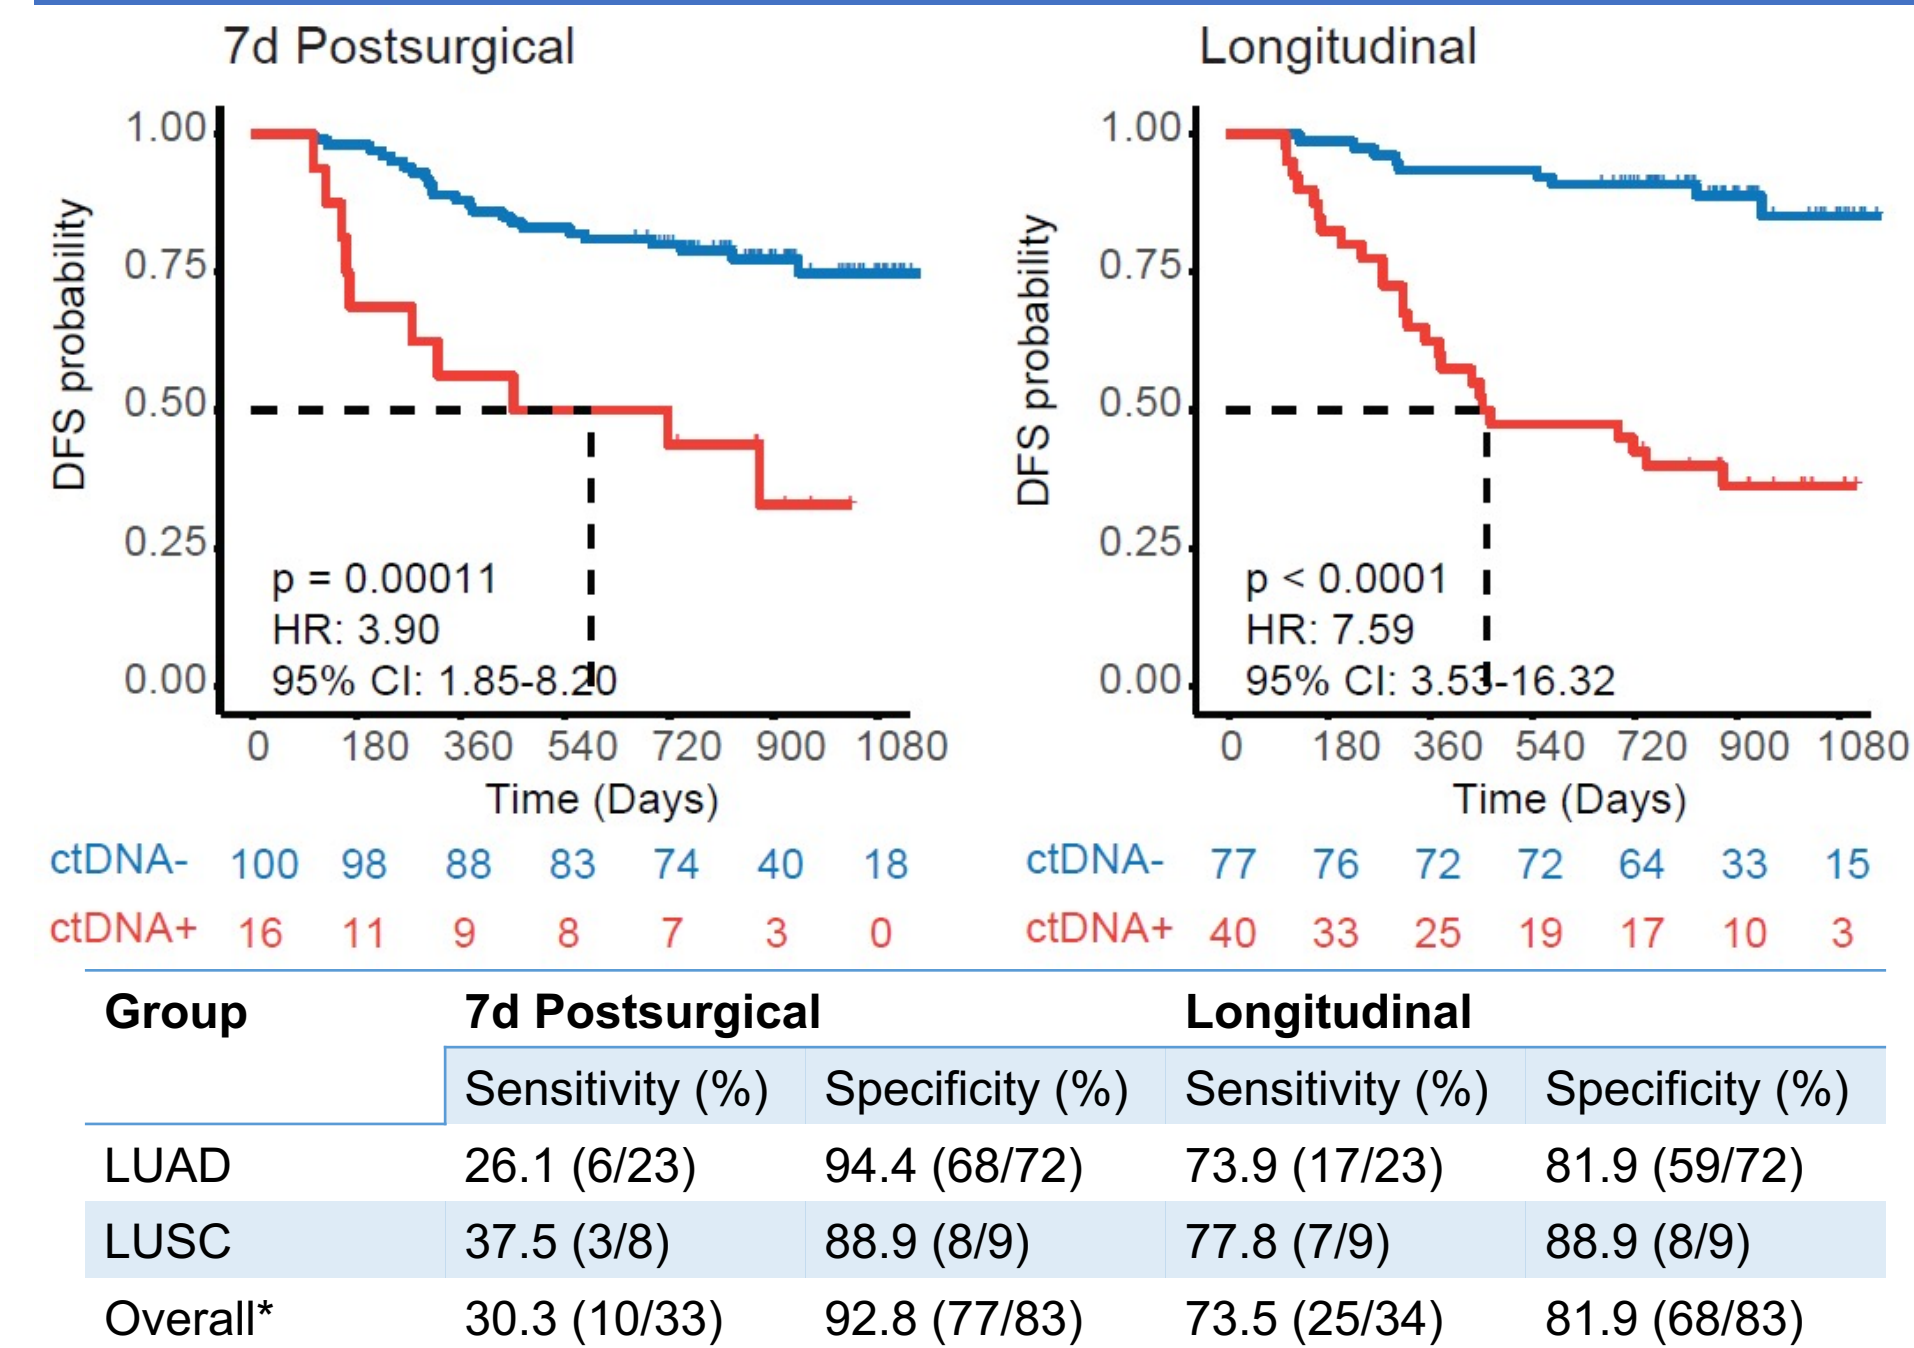 7d Postsurgical
DFS probability
1.00
0.75
0.50
0.25
0.00
p = 0.00011
HR: 3.90
95% CI: 1.85-8.20
0 180 360 540 720 900 1080
Time (Days)
ctDNA- 100 98 88 83 74 40 18
ctDNA+ 16 11 9 8 7 3 0
Longitudinal
DFS probability
1.00
0.75
0.50
0.25
0.00
p < 0.0001
HR: 7.59
95% CI: 3.53-16.32
0 180 360 540 720 900 1080
Time (Days)
ctDNA- 77 76 72 72 64 33 15
ctDNA+ 40 33 25 19 17 10 3
Group 7d Postsurgical Longitudinal
Sensitivity (%) Specificity (%) Sensitivity (%) Specificity (%)
LUAD 26.1 (6/23) 94.4 (68/72) 73.9 (17/23) 81.9 (59/72)
LUSC 37.5 (3/8) 88.9 (8/9) 77.8 (7/9) 88.9 (8/9)
Overall* 30.3 (10/33) 92.8 (77/83) 73.5 (25/34) 81.9 (68/83)